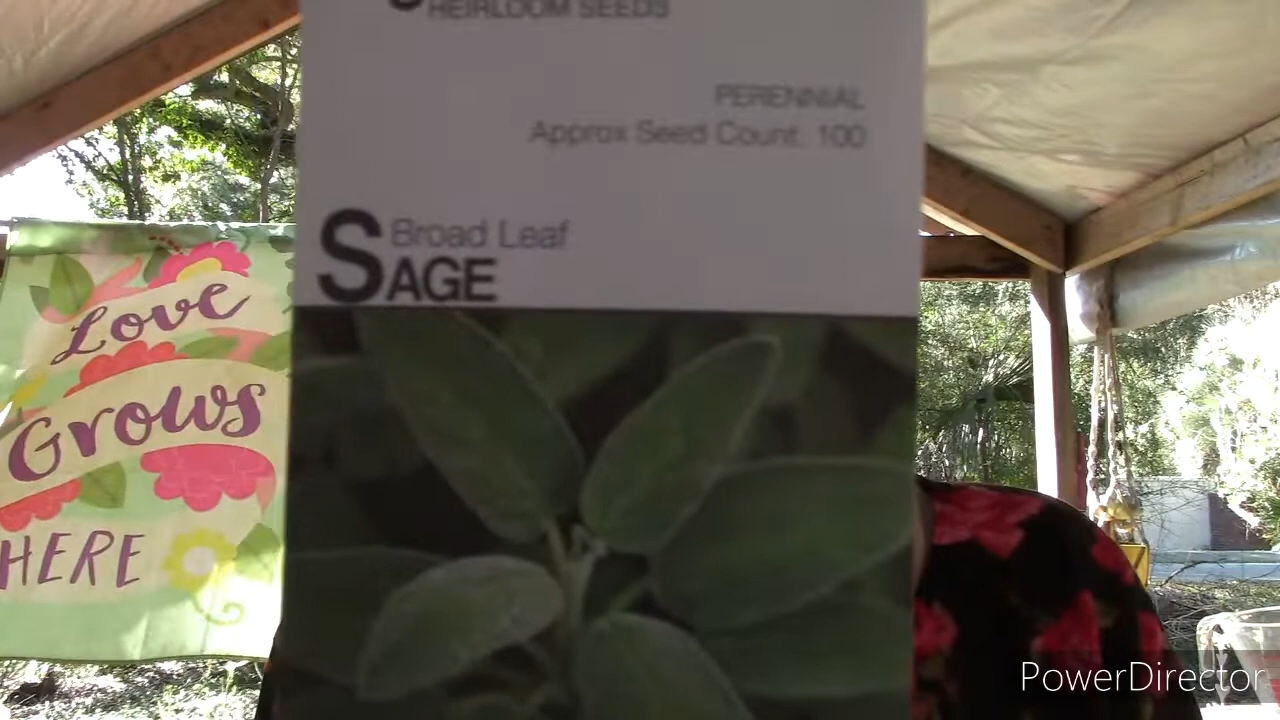 HEIRLOOM SEEDS
PERENNIAL
Approx Seed Count: 100
Broad Leaf
SAGE
Love
Grows
HERE
PowerDirector